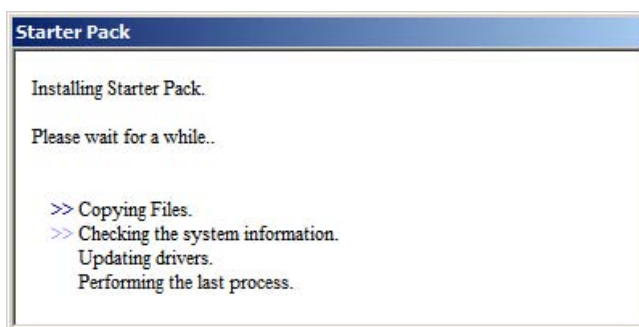 Starter Pack
Installing Starter Pack.
Please wait for a while..
>> Copying Files.
>> Checking the system information.
Updating drivers.
Performing the last process.